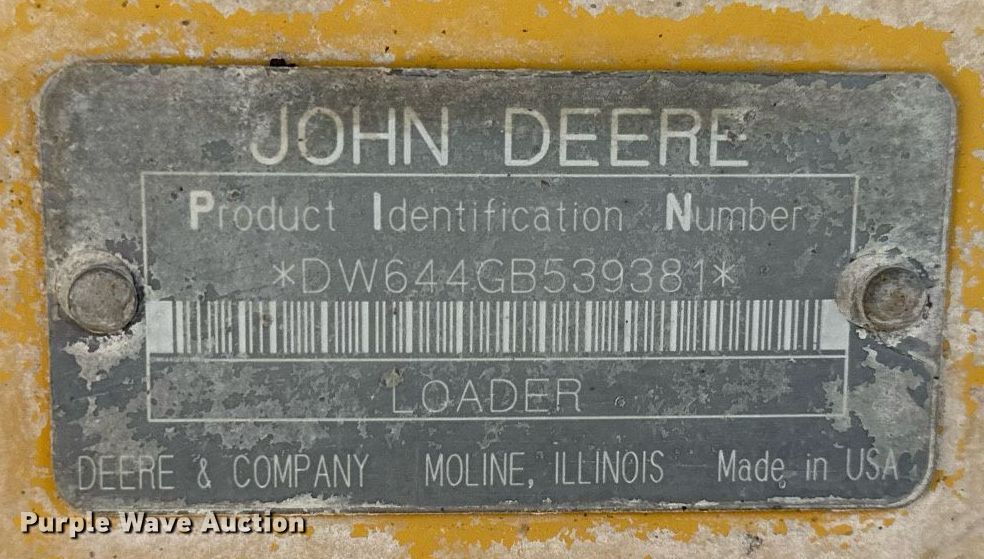 JOHN DEERE
Product Identification Number
*DW644GB539381*
LOADER
DEERE & COMPANY MOLINE, ILLINOIS Made in USA
Purple Wave Auction